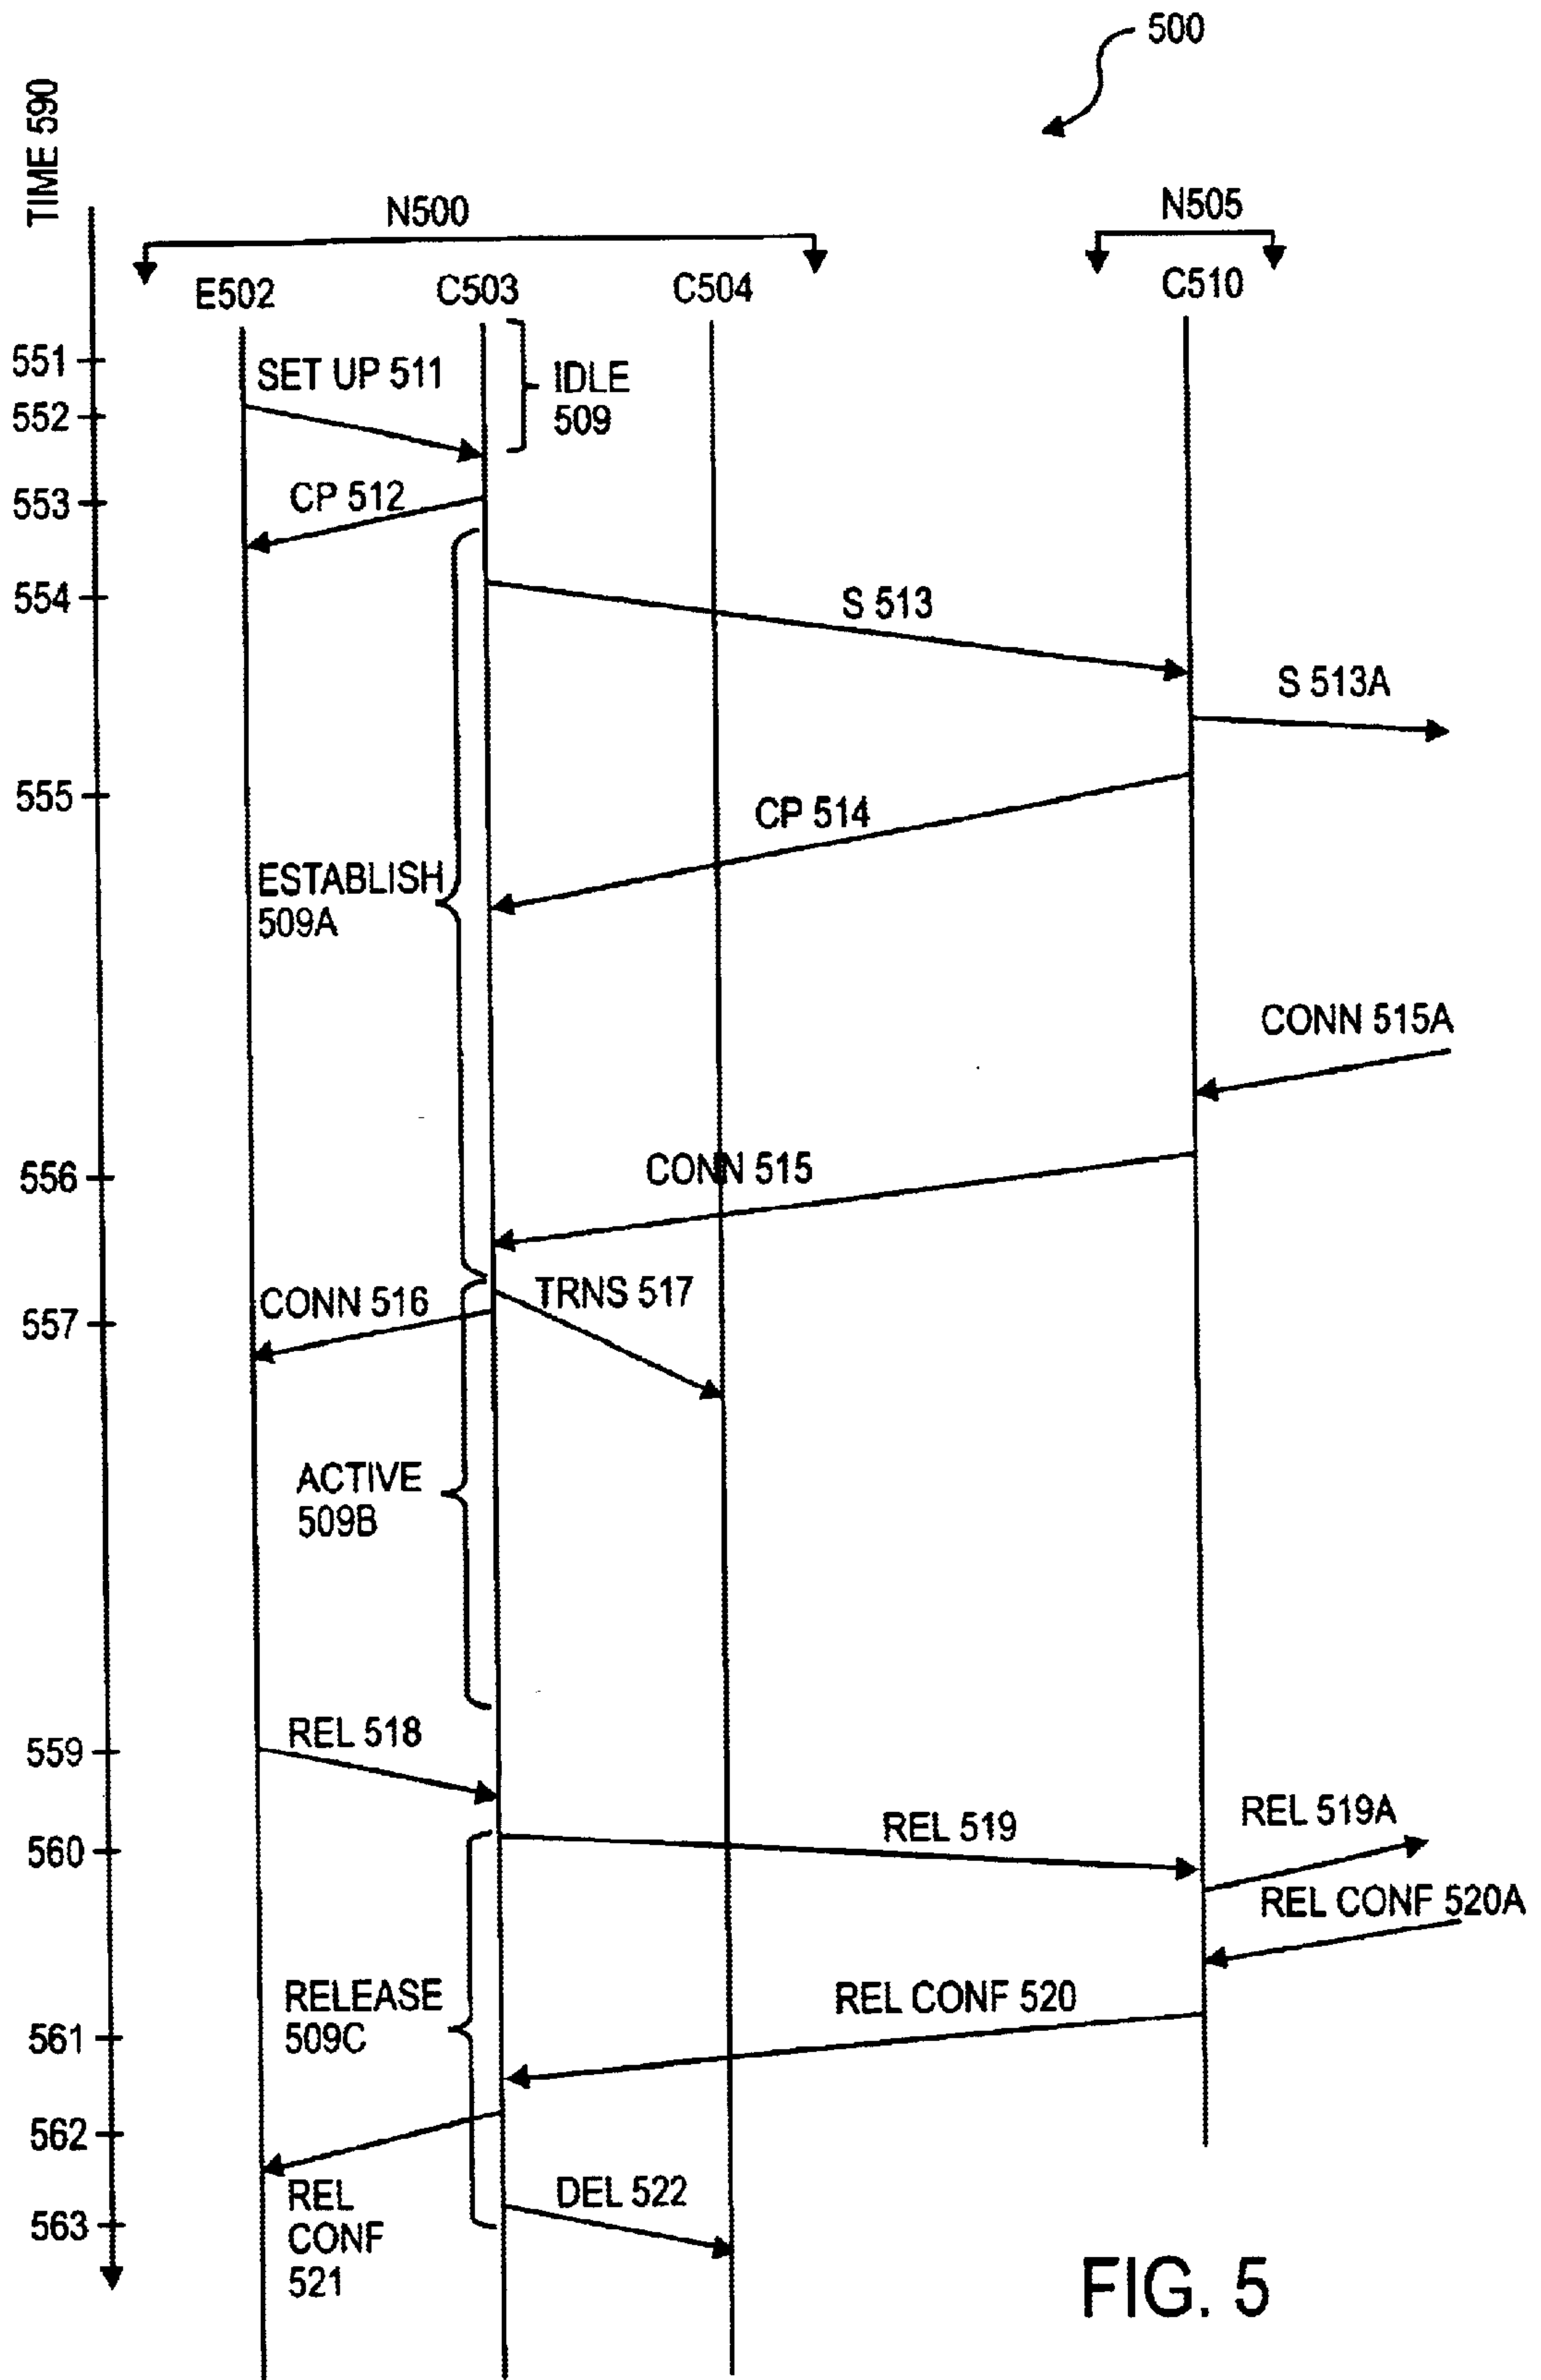 500
TIME 590
N500
N505
E502
C503
C504
C510
551
SET UP 511
IDLE
509
552
553
CP 512
554
S 513
S 513A
555
CP 514
ESTABLISH
509A
CONN 515A
556
CONN 515
CONN 516
TRNS 517
557
ACTIVE
509B
REL 518
559
REL 519
REL 519A
560
REL CONF 520A
RELEASE
509C
REL CONF 520
561
562
REL
CONF
521
DEL 522
563
FIG. 5